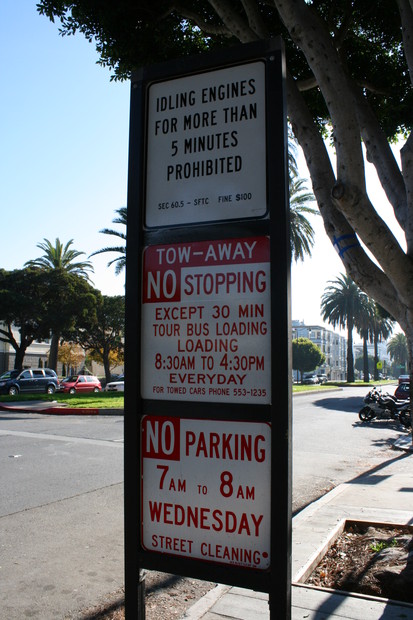 IDLING ENGINES
FOR MORE THAN
5 MINUTES
PROHIBITED
SEC 60.5 - SFTC FINE $100
TOW-AWAY
NO STOPPING
EXCEPT 30 MIN
TOUR BUS LOADING
LOADING
8:30AM TO 4:30PM
EVERYDAY
FOR TOWED CARS PHONE 553-1235
NO PARKING
7AM TO 8AM
WEDNESDAY
STREET CLEANING